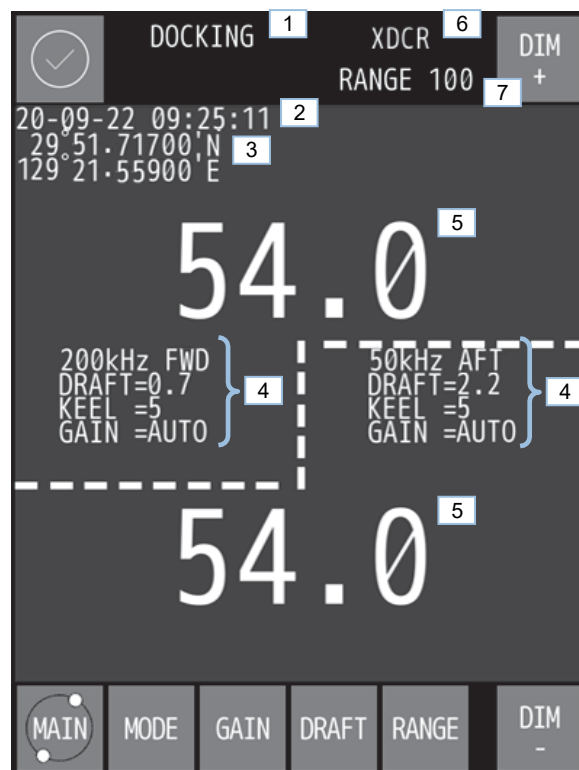 DOCKING 1
XDCR 6
RANGE 100 7
DIM
+
20-09-22 09:25:11 2
29°51.71700'N 3
129°21.55900'E
54.0 5
200kHz FWD
DRAFT=0.7
KEEL =5
GAIN =AUTO
4
50kHz AFT
DRAFT=2.2
KEEL =5
GAIN =AUTO
4
54.0 5
MAIN
MODE
GAIN
DRAFT
RANGE
DIM
-